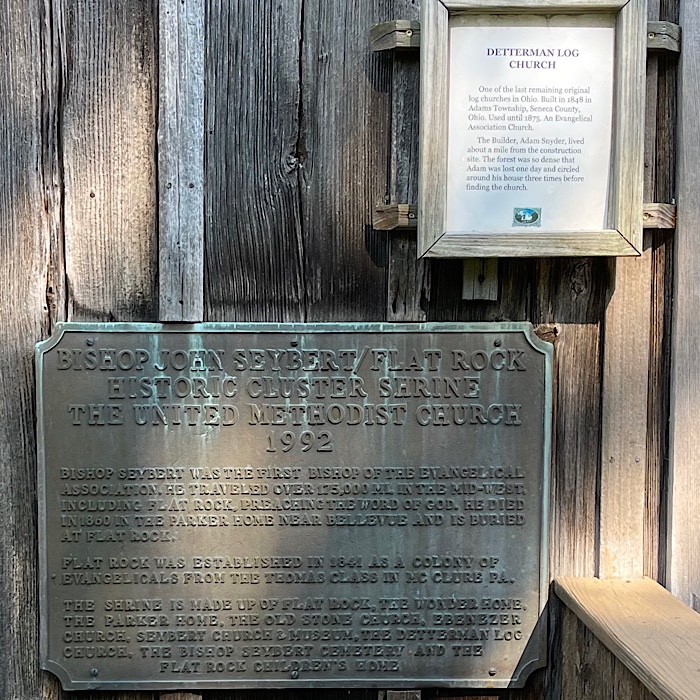 DETTERMAN LOG
CHURCH
One of the last remaining original
log churches in Ohio. Built in 1848 in
Adams Township, Seneca County,
Ohio. Used until 1875. An Evangelical
Association Church.
The Builder, Adam Snyder, lived
about a mile from the construction
site. The forest was so dense that
Adam was lost one day and circled
around his house three times before
finding the church.
BISHOP JOHN SEYBERT/FLAT ROCK
HISTORIC CLUSTER SHRINE
THE UNITED METHODIST CHURCH
1992
BISHOP SEYBERT WAS THE FIRST BISHOP OF THE EVANGELICAL
ASSOCIATION. HE TRAVELED OVER 175,000 MI. IN THE MID-WEST,
INCLUDING FLAT ROCK, PREACHING THE WORD OF GOD. HE DIED
IN 1860 IN THE PARKER HOME NEAR BELLEVUE AND IS BURIED
AT FLAT ROCK.
FLAT ROCK WAS ESTABLISHED IN 1841 AS A COLONY OF
EVANGELICALS FROM THE THOMAS CLASS IN MC CLURE PA.
THE SHRINE IS MADE UP OF FLAT ROCK, THE WONDER HOME,
THE PARKER HOME, THE OLD STONE CHURCH, EBENEZER
CHURCH, SEYBERT CHURCH & MUSEUM, THE DETTERMAN LOG
CHURCH, THE BISHOP SEYBERT CEMETERY AND THE
FLAT ROCK CHILDREN'S HOME